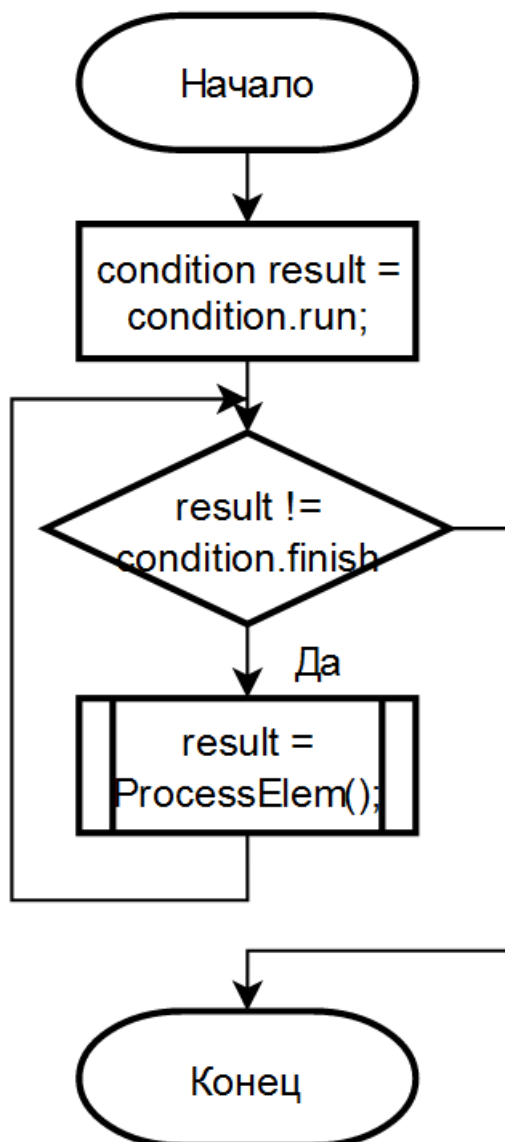 Начало
condition result =
condition.run;
result !=
condition.finish
Да
result =
ProcessElem();
Конец